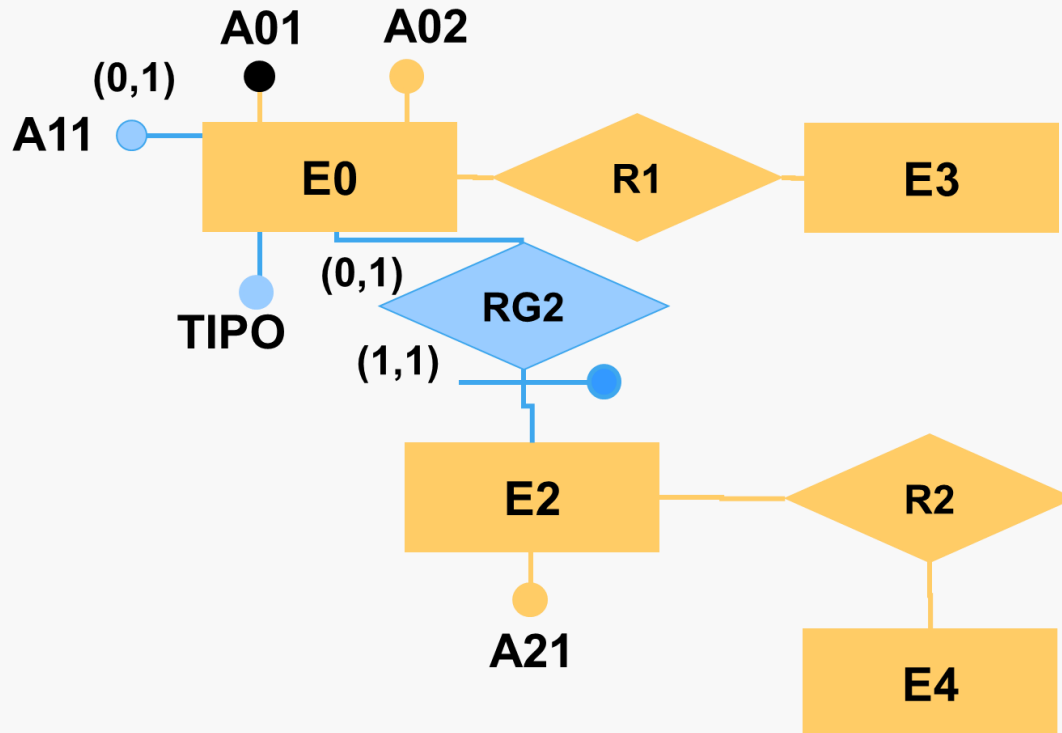 A01
A02
(0,1)
A11
E0
R1
E3
(0,1)
TIPO
RG2
(1,1)
E2
R2
A21
E4